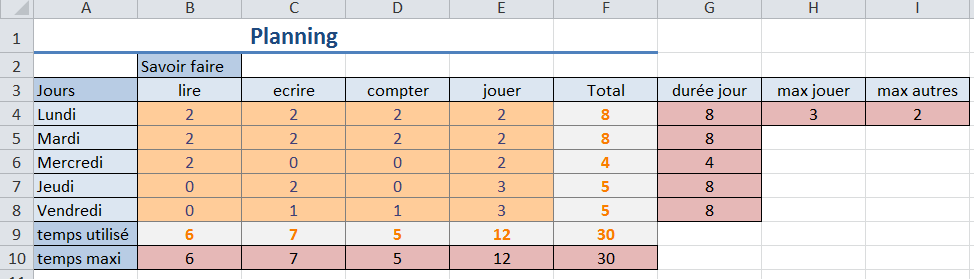 A B C D E F G H I
1 Planning
2 Savoir faire
3 Jours lire ecrire compter jouer Total durée jour max jouer max autres
4 Lundi 2 2 2 2 8 8 3 2
5 Mardi 2 2 2 2 8 8
6 Mercredi 2 0 0 2 4 4
7 Jeudi 0 2 0 3 5 8
8 Vendredi 0 1 1 3 5 8
9 temps utilisé 6 7 5 12 30
10 temps maxi 6 7 5 12 30